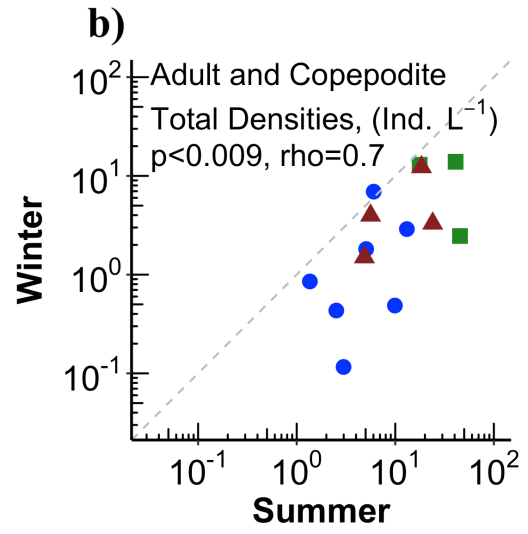 b)
Adult and Copepodite
Total Densities, (Ind. L⁻¹)
p<0.009, rho=0.7
10²
10¹
10⁰
10⁻¹
Winter
10⁻¹ 10⁰ 10¹ 10²
Summer